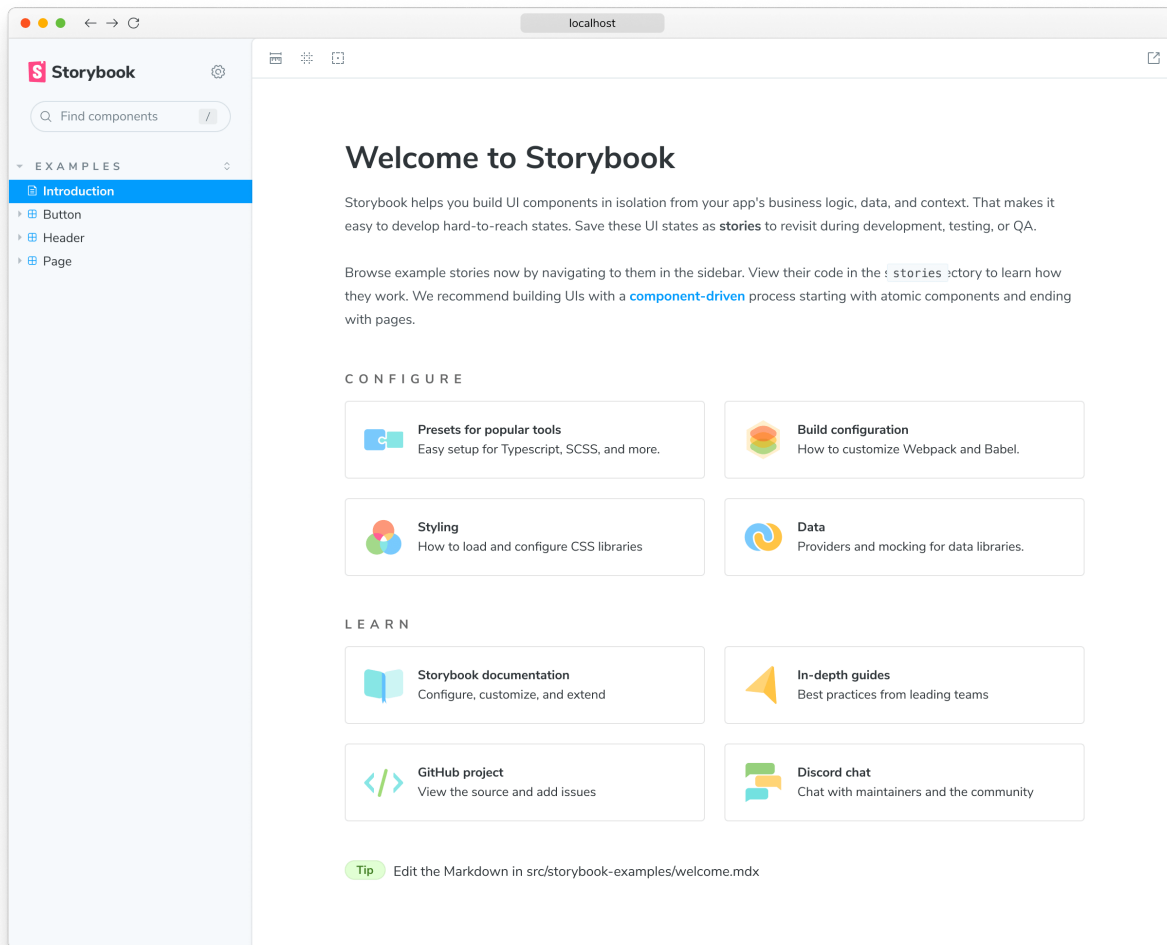 localhost
Storybook
Find components /
EXAMPLES
Introduction
Button
Header
Page
Welcome to Storybook
Storybook helps you build UI components in isolation from your app's business logic, data, and context. That makes it
easy to develop hard-to-reach states. Save these UI states as stories to revisit during development, testing, or QA.
Browse example stories now by navigating to them in the sidebar. View their code in the stories ectory to learn how
they work. We recommend building UIs with a component-driven process starting with atomic components and ending
with pages.
CONFIGURE
Presets for popular tools
Easy setup for Typescript, SCSS, and more.
Build configuration
How to customize Webpack and Babel.
Styling
How to load and configure CSS libraries
Data
Providers and mocking for data libraries.
LEARN
Storybook documentation
Configure, customize, and extend
In-depth guides
Best practices from leading teams
GitHub project
View the source and add issues
Discord chat
Chat with maintainers and the community
Tip Edit the Markdown in src/storybook-examples/welcome.mdx